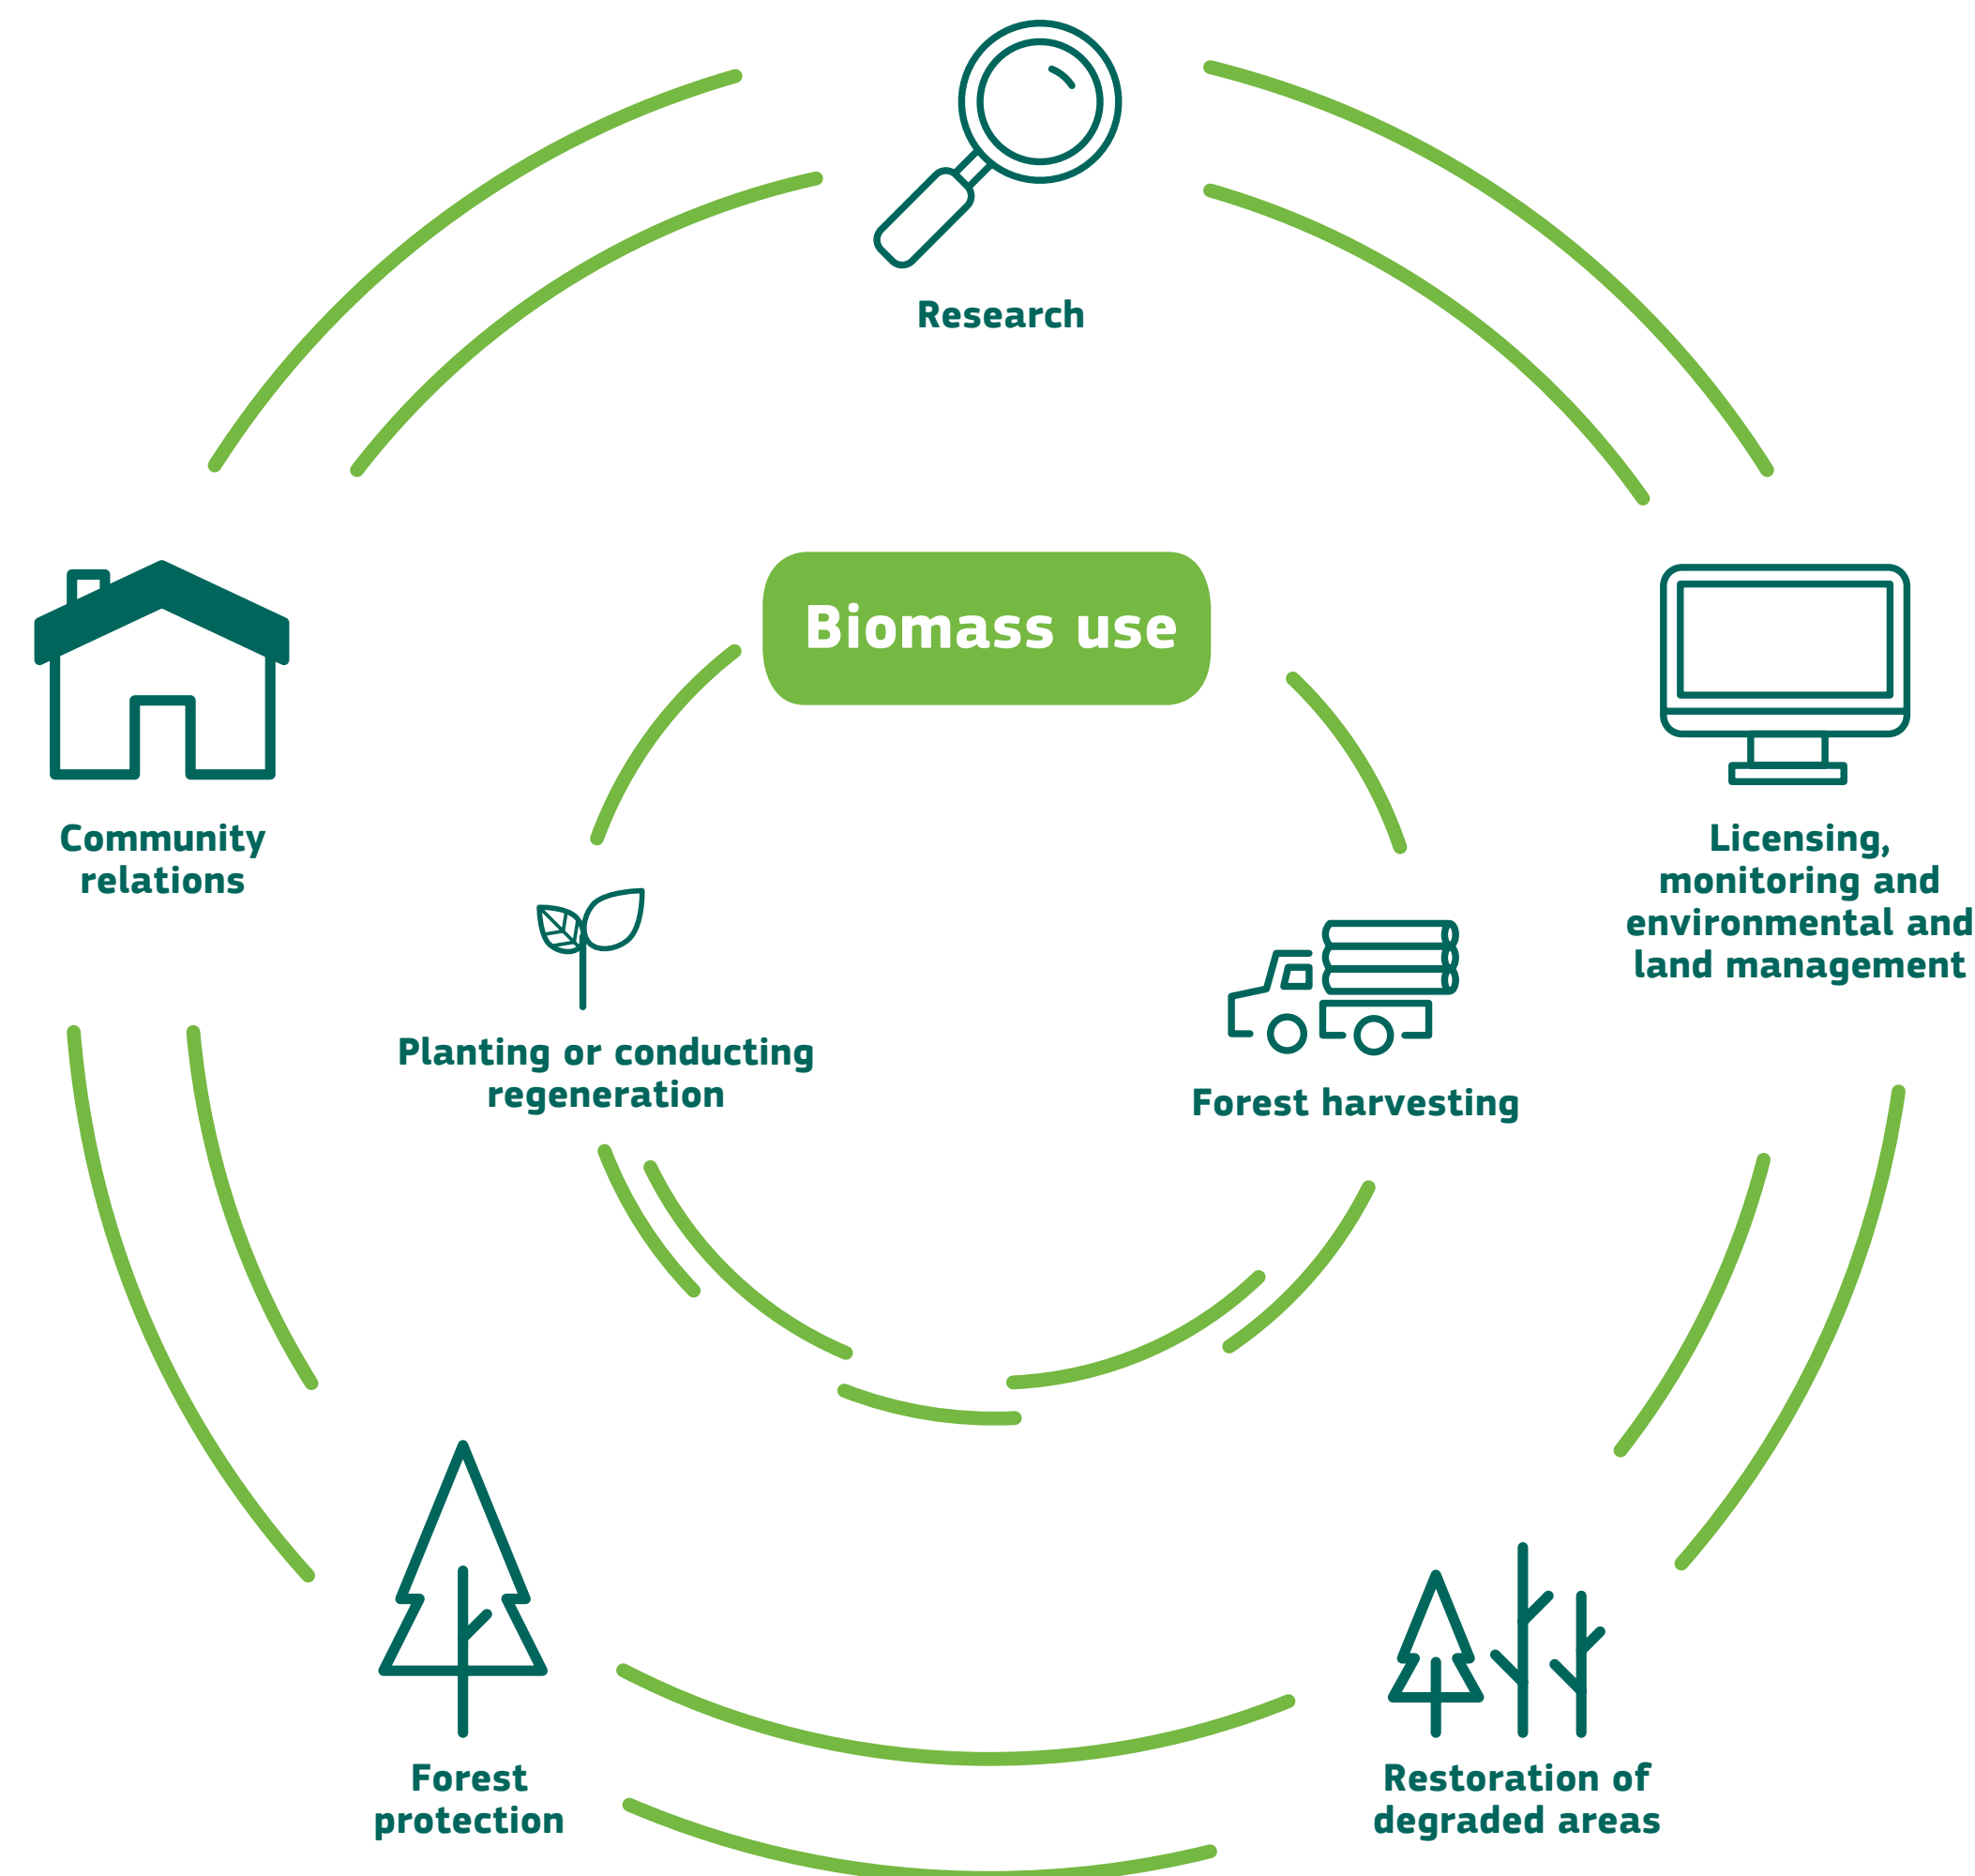 Research
Biomass use
Community
relations
Licensing,
monitoring and
environmental and
land management
Planting or conducting
regeneration
Forest harvesting
Forest
protection
Restoration of
degraded areas